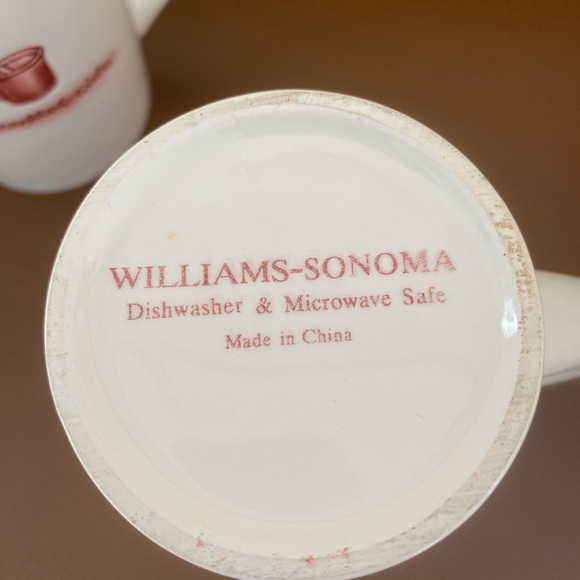 WILLIAMS-SONOMA
Dishwasher & Microwave Safe
Made in China